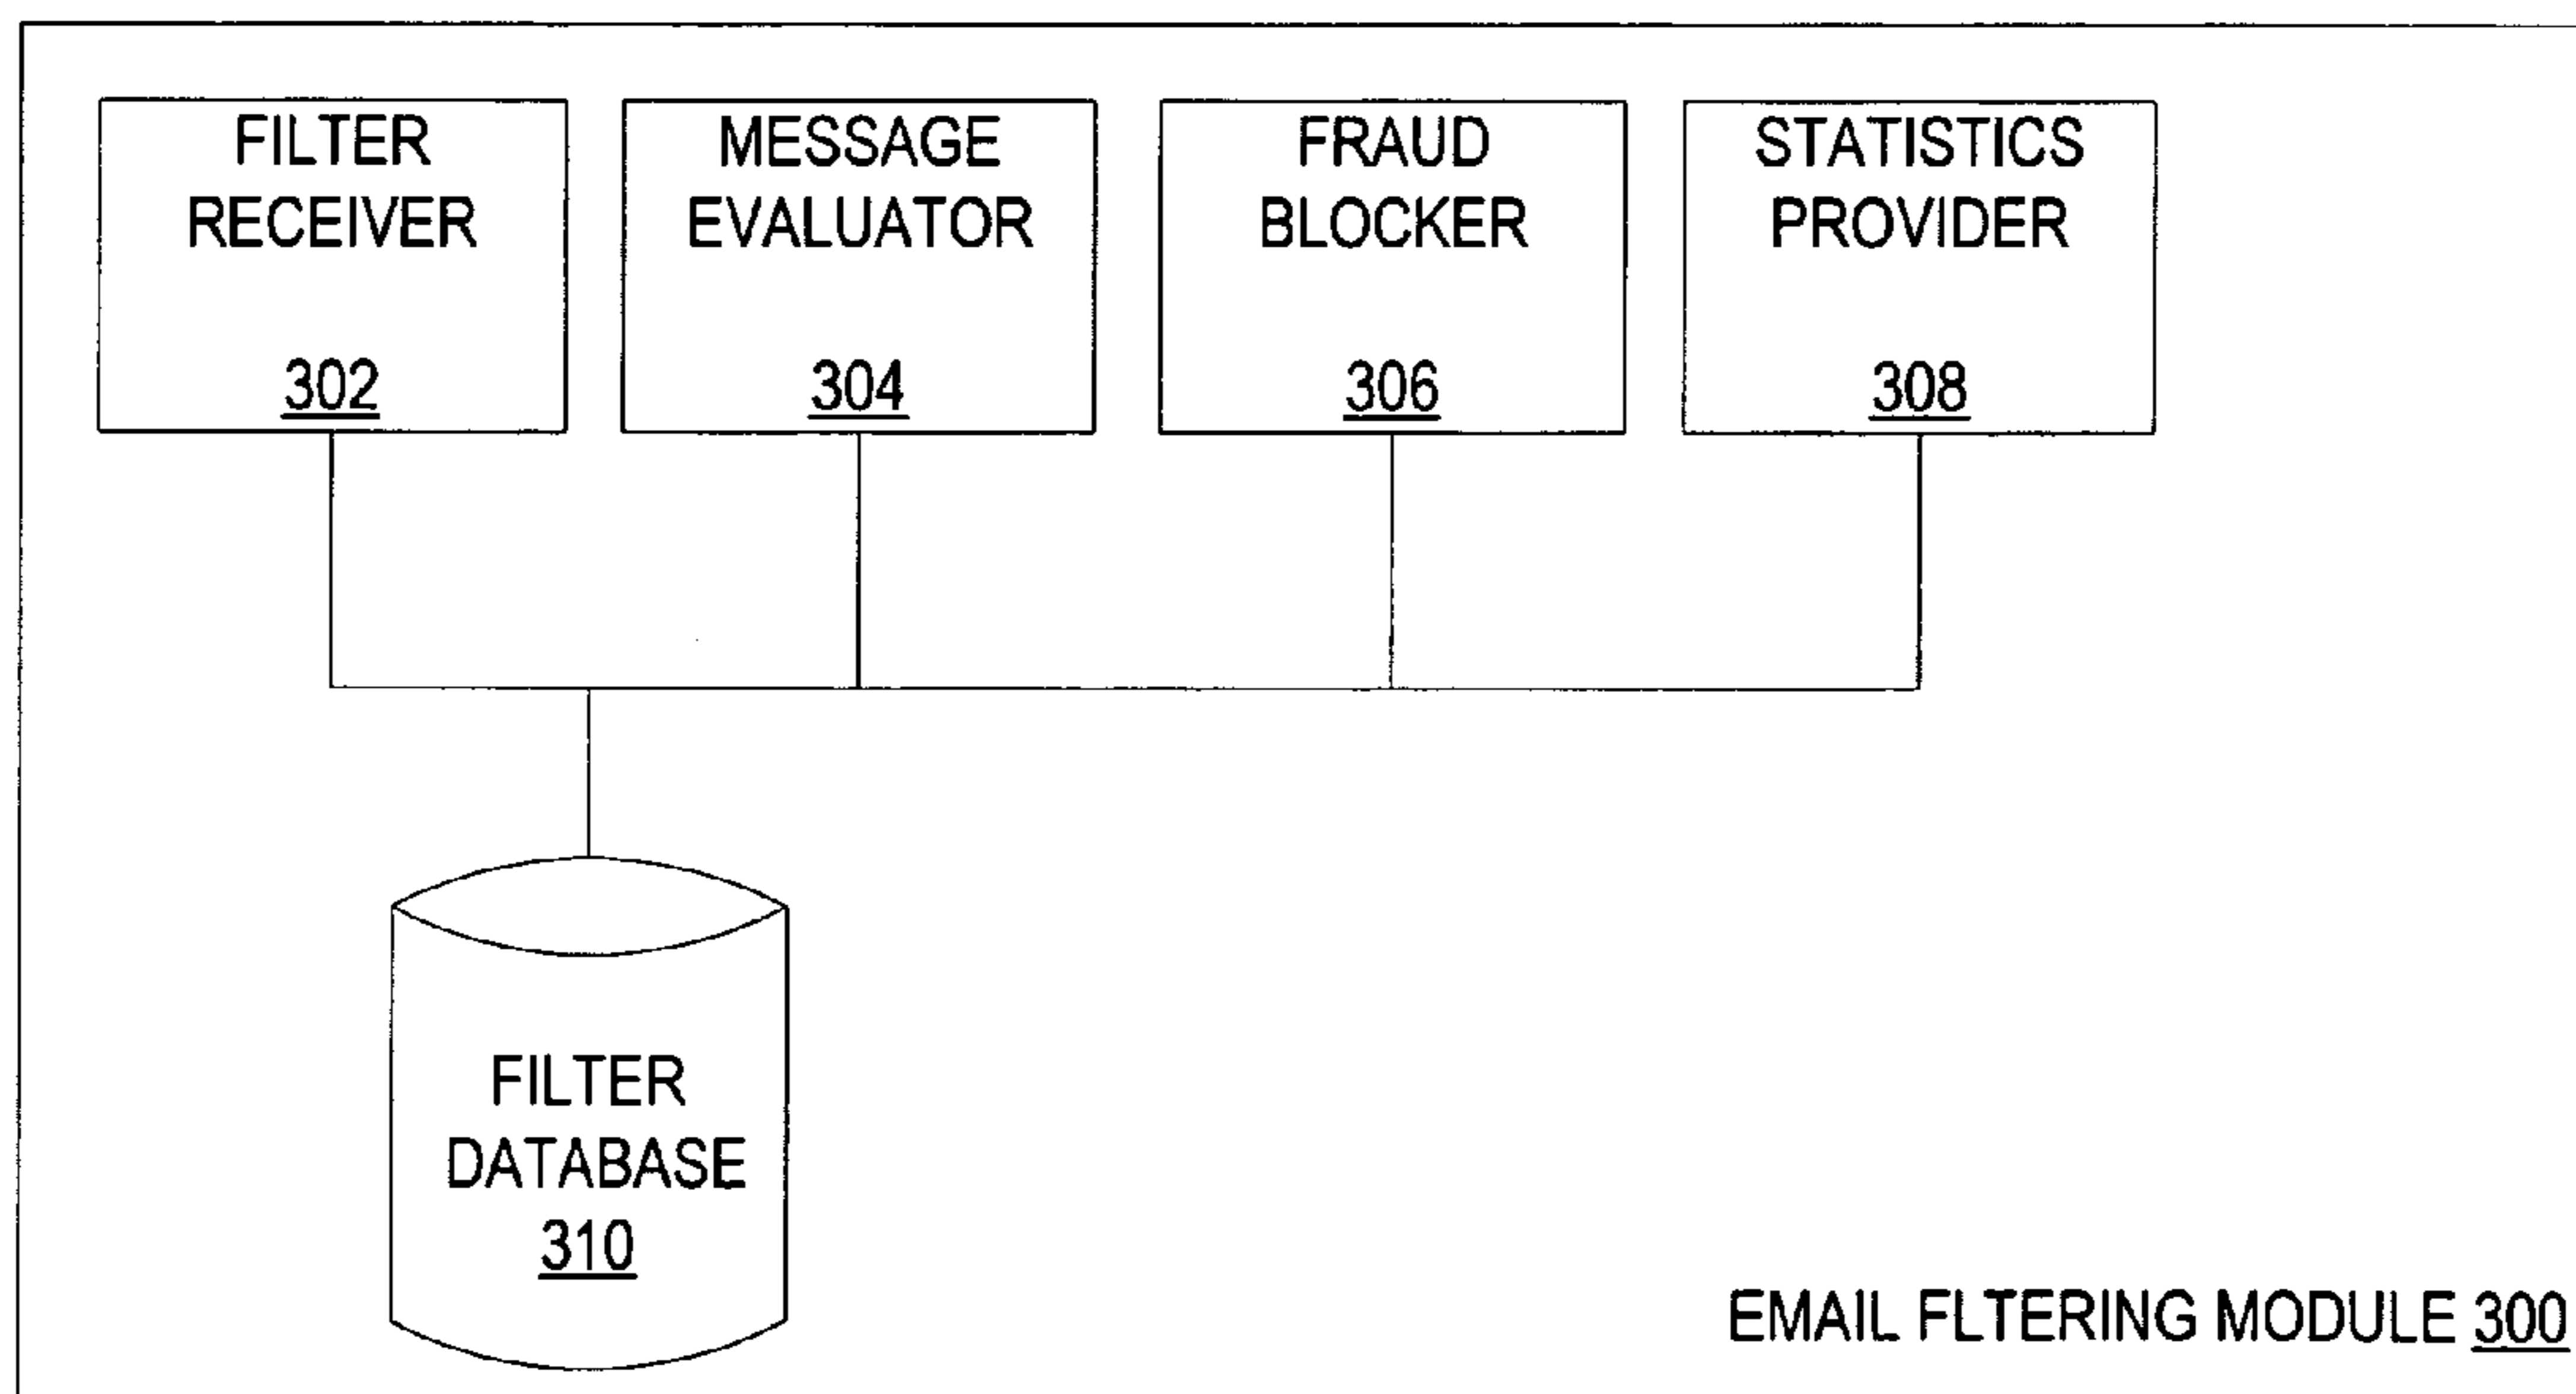 FILTER
RECEIVER
302
MESSAGE
EVALUATOR
304
FRAUD
BLOCKER
306
STATISTICS
PROVIDER
308
FILTER
DATABASE
310
EMAIL FLTERING MODULE 300